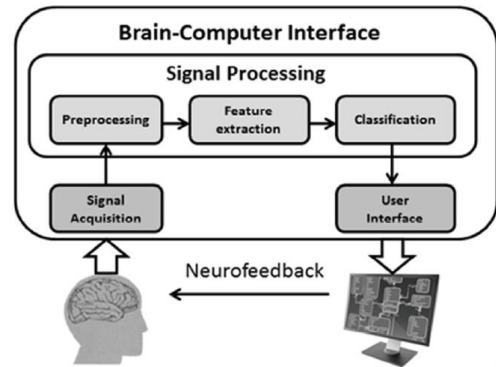 Brain-Computer Interface
Signal Processing
Preprocessing
Feature
extraction
Classification
Signal
Acquisition
User
Interface
Neurofeedback